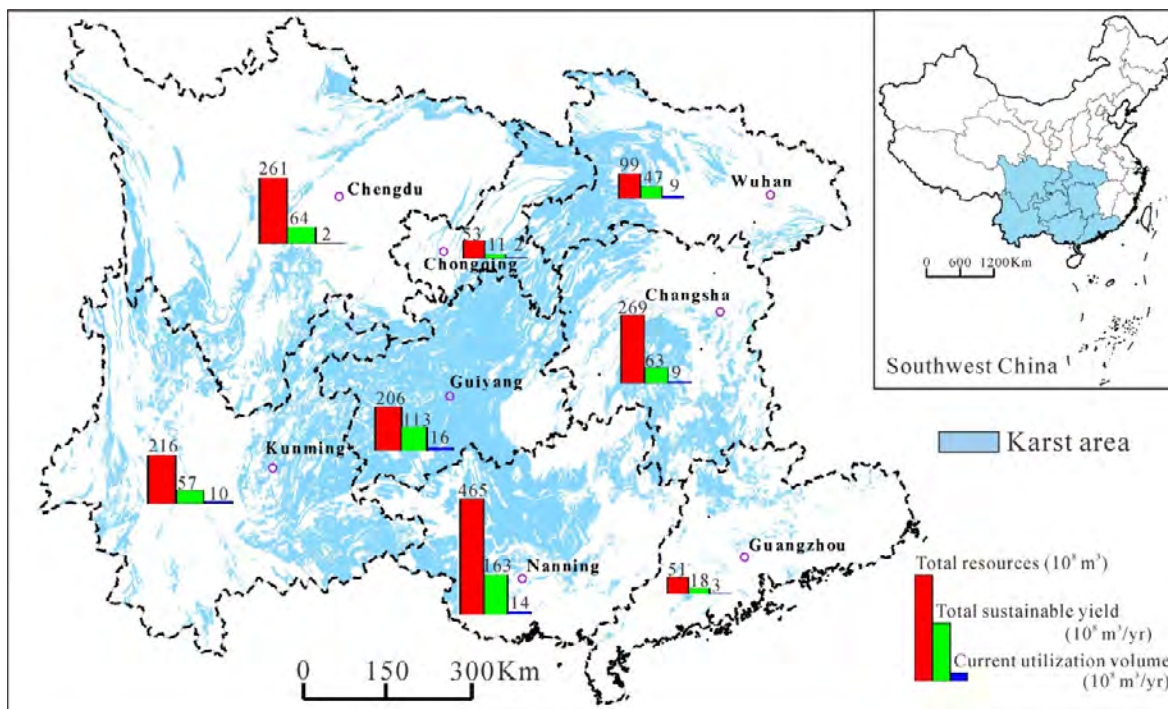 261
64
2
Chengdu
53
11
2
Chongqing
99
47
9
Wuhan
269
63
9
Changsha
206
113
16
Guiyang
216
57
10
Kunming
465
163
14
Nanning
51
18
3
Guangzhou
0 150 300Km
0 600 1200Km
Southwest China
Karst area
Total resources (10⁸ m³)
Total sustainable yield
(10⁸ m³/yr)
Current utilization volume
(10⁸ m³/yr)